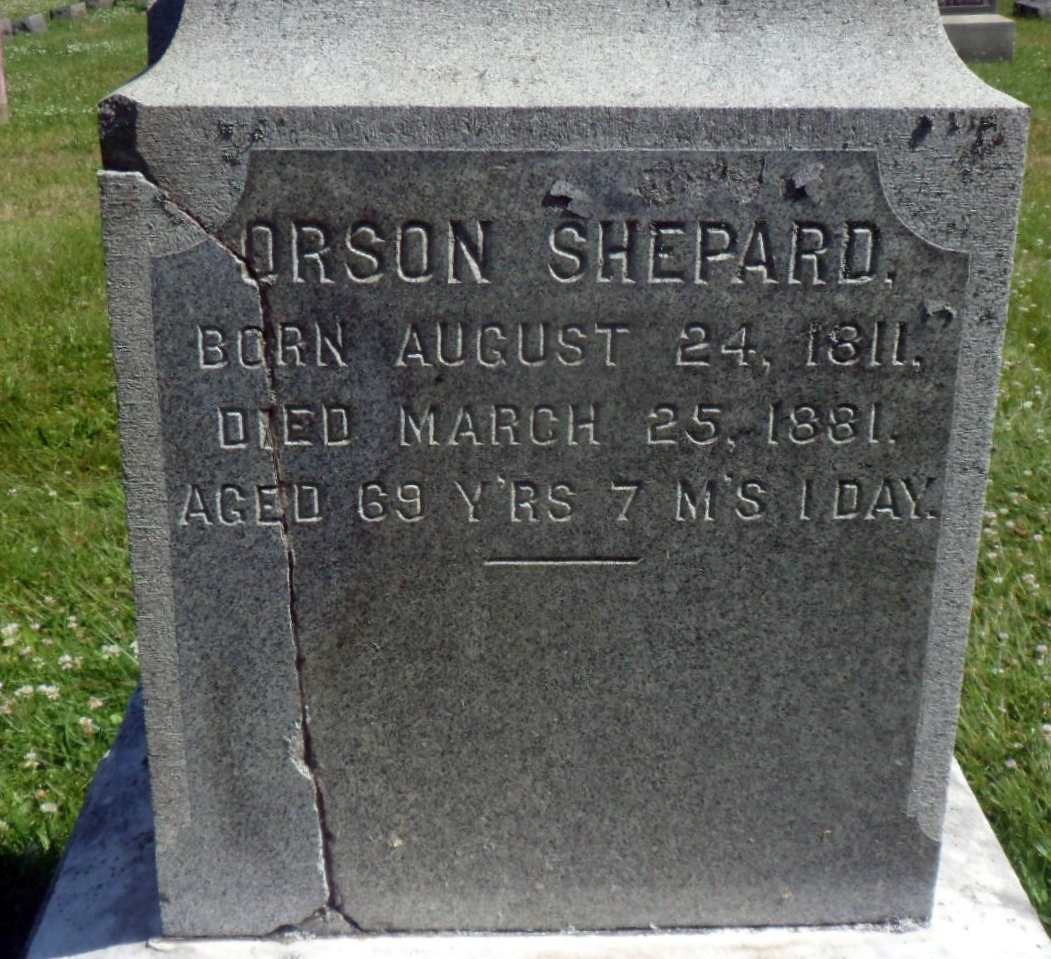 ORSON SHEPARD,
BORN AUGUST 24, 1811,
DIED MARCH 25, 1881.
AGED 69 Y'RS 7 M'S 1 DAY.